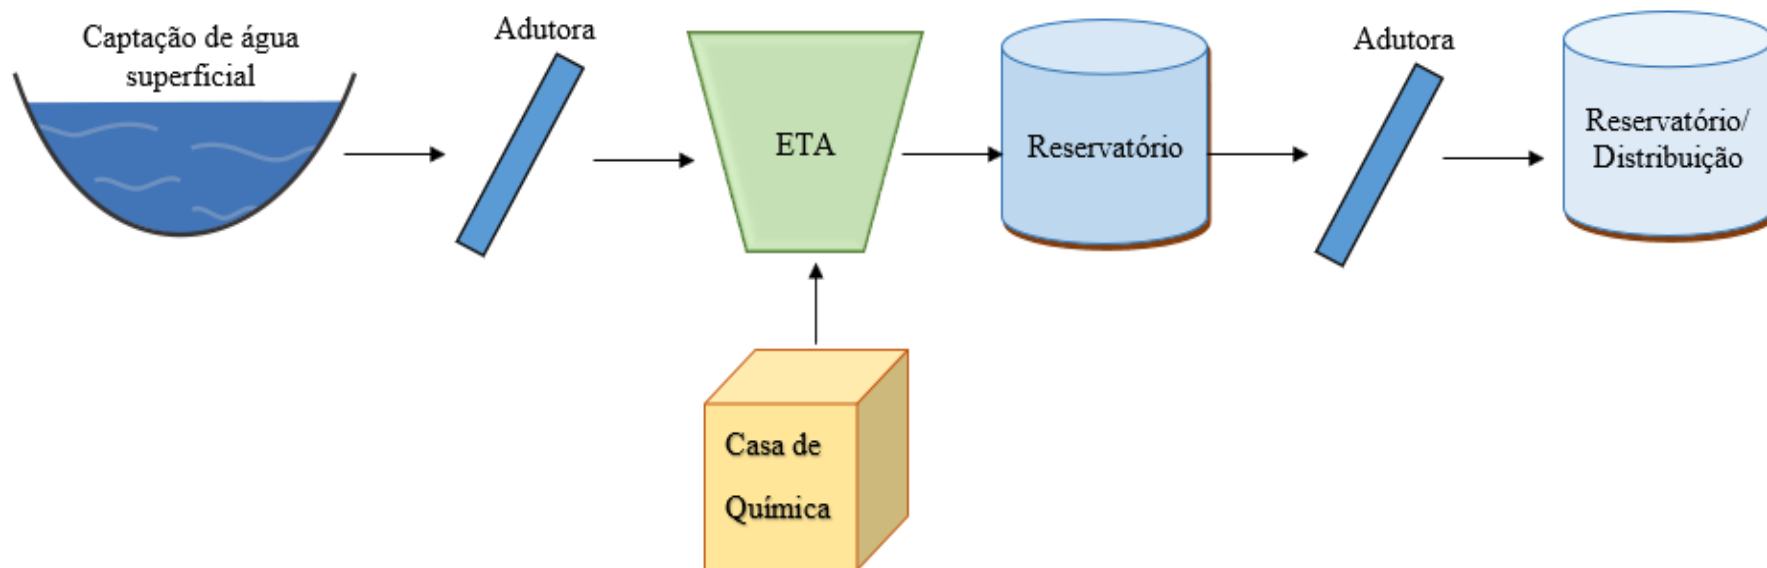 Captação de água
superficial
Adutora
ETA
Reservatório
Adutora
Reservatório/
Distribuição
Casa de
Química